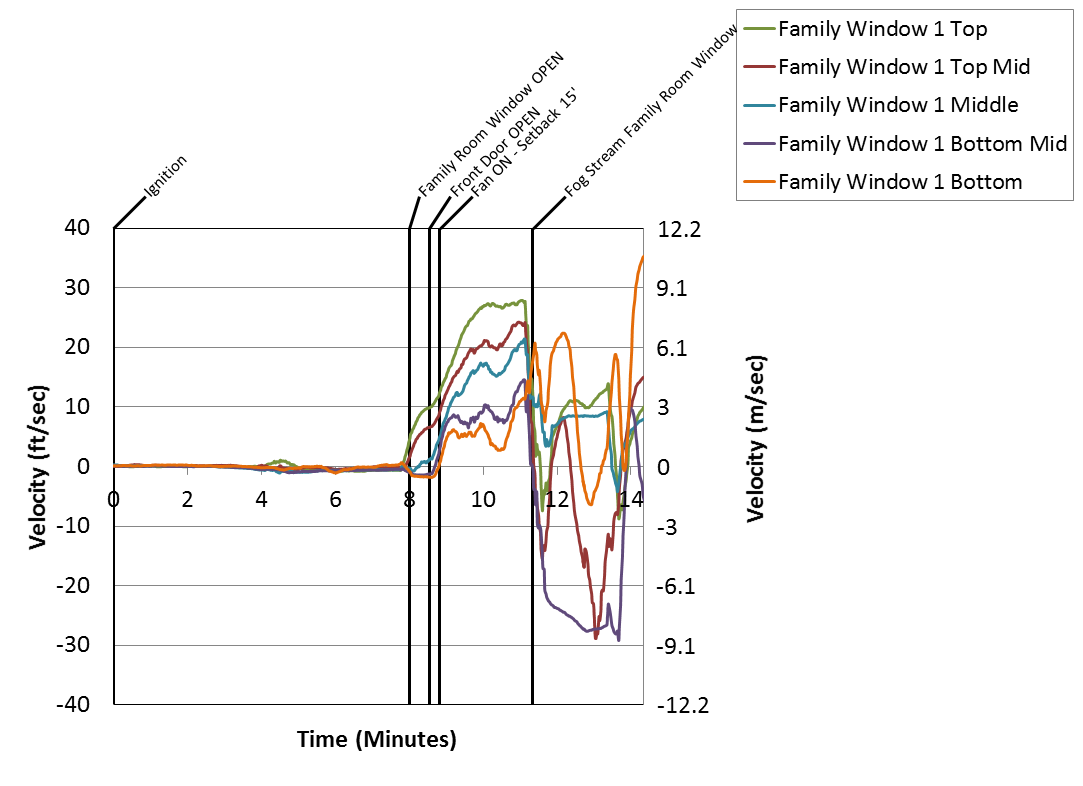 Family Window 1 Top
Family Window 1 Top Mid
Family Window 1 Middle
Family Window 1 Bottom Mid
Family Window 1 Bottom
Ignition
Family Room Window OPEN
Front Door OPEN
Fan ON - Setback 15'
Fog Stream Family Room Window
40
30
20
10
0
-10
-20
-30
-40
12.2
9.1
6.1
3
0
-3
-6.1
-9.1
-12.2
0 2 4 6 8 10 12 14
Velocity (ft/sec)
Velocity (m/sec)
Time (Minutes)